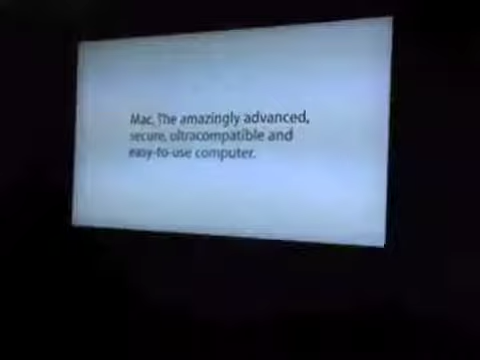 Mac. The amazingly advanced,
secure, ultracompatible and
easy-to-use computer.